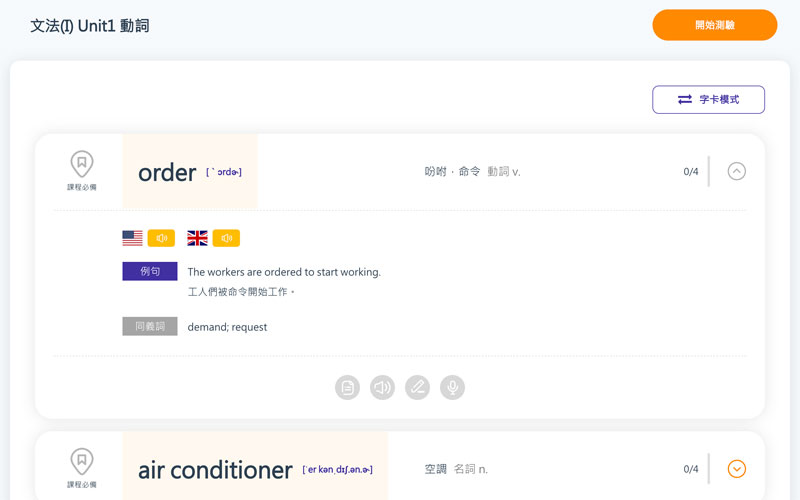 文法(I) Unit1 動詞
開始測驗
字卡模式
課程必備
order [ˋɔrdɚ] 吩咐，命令 動詞 v. 0/4
例句 The workers are ordered to start working.
工人們被命令開始工作。
同義詞 demand; request
課程必備
air conditioner [ˈer kənˌdɪʃ.ən.ɚ] 空調 名詞 n. 0/4